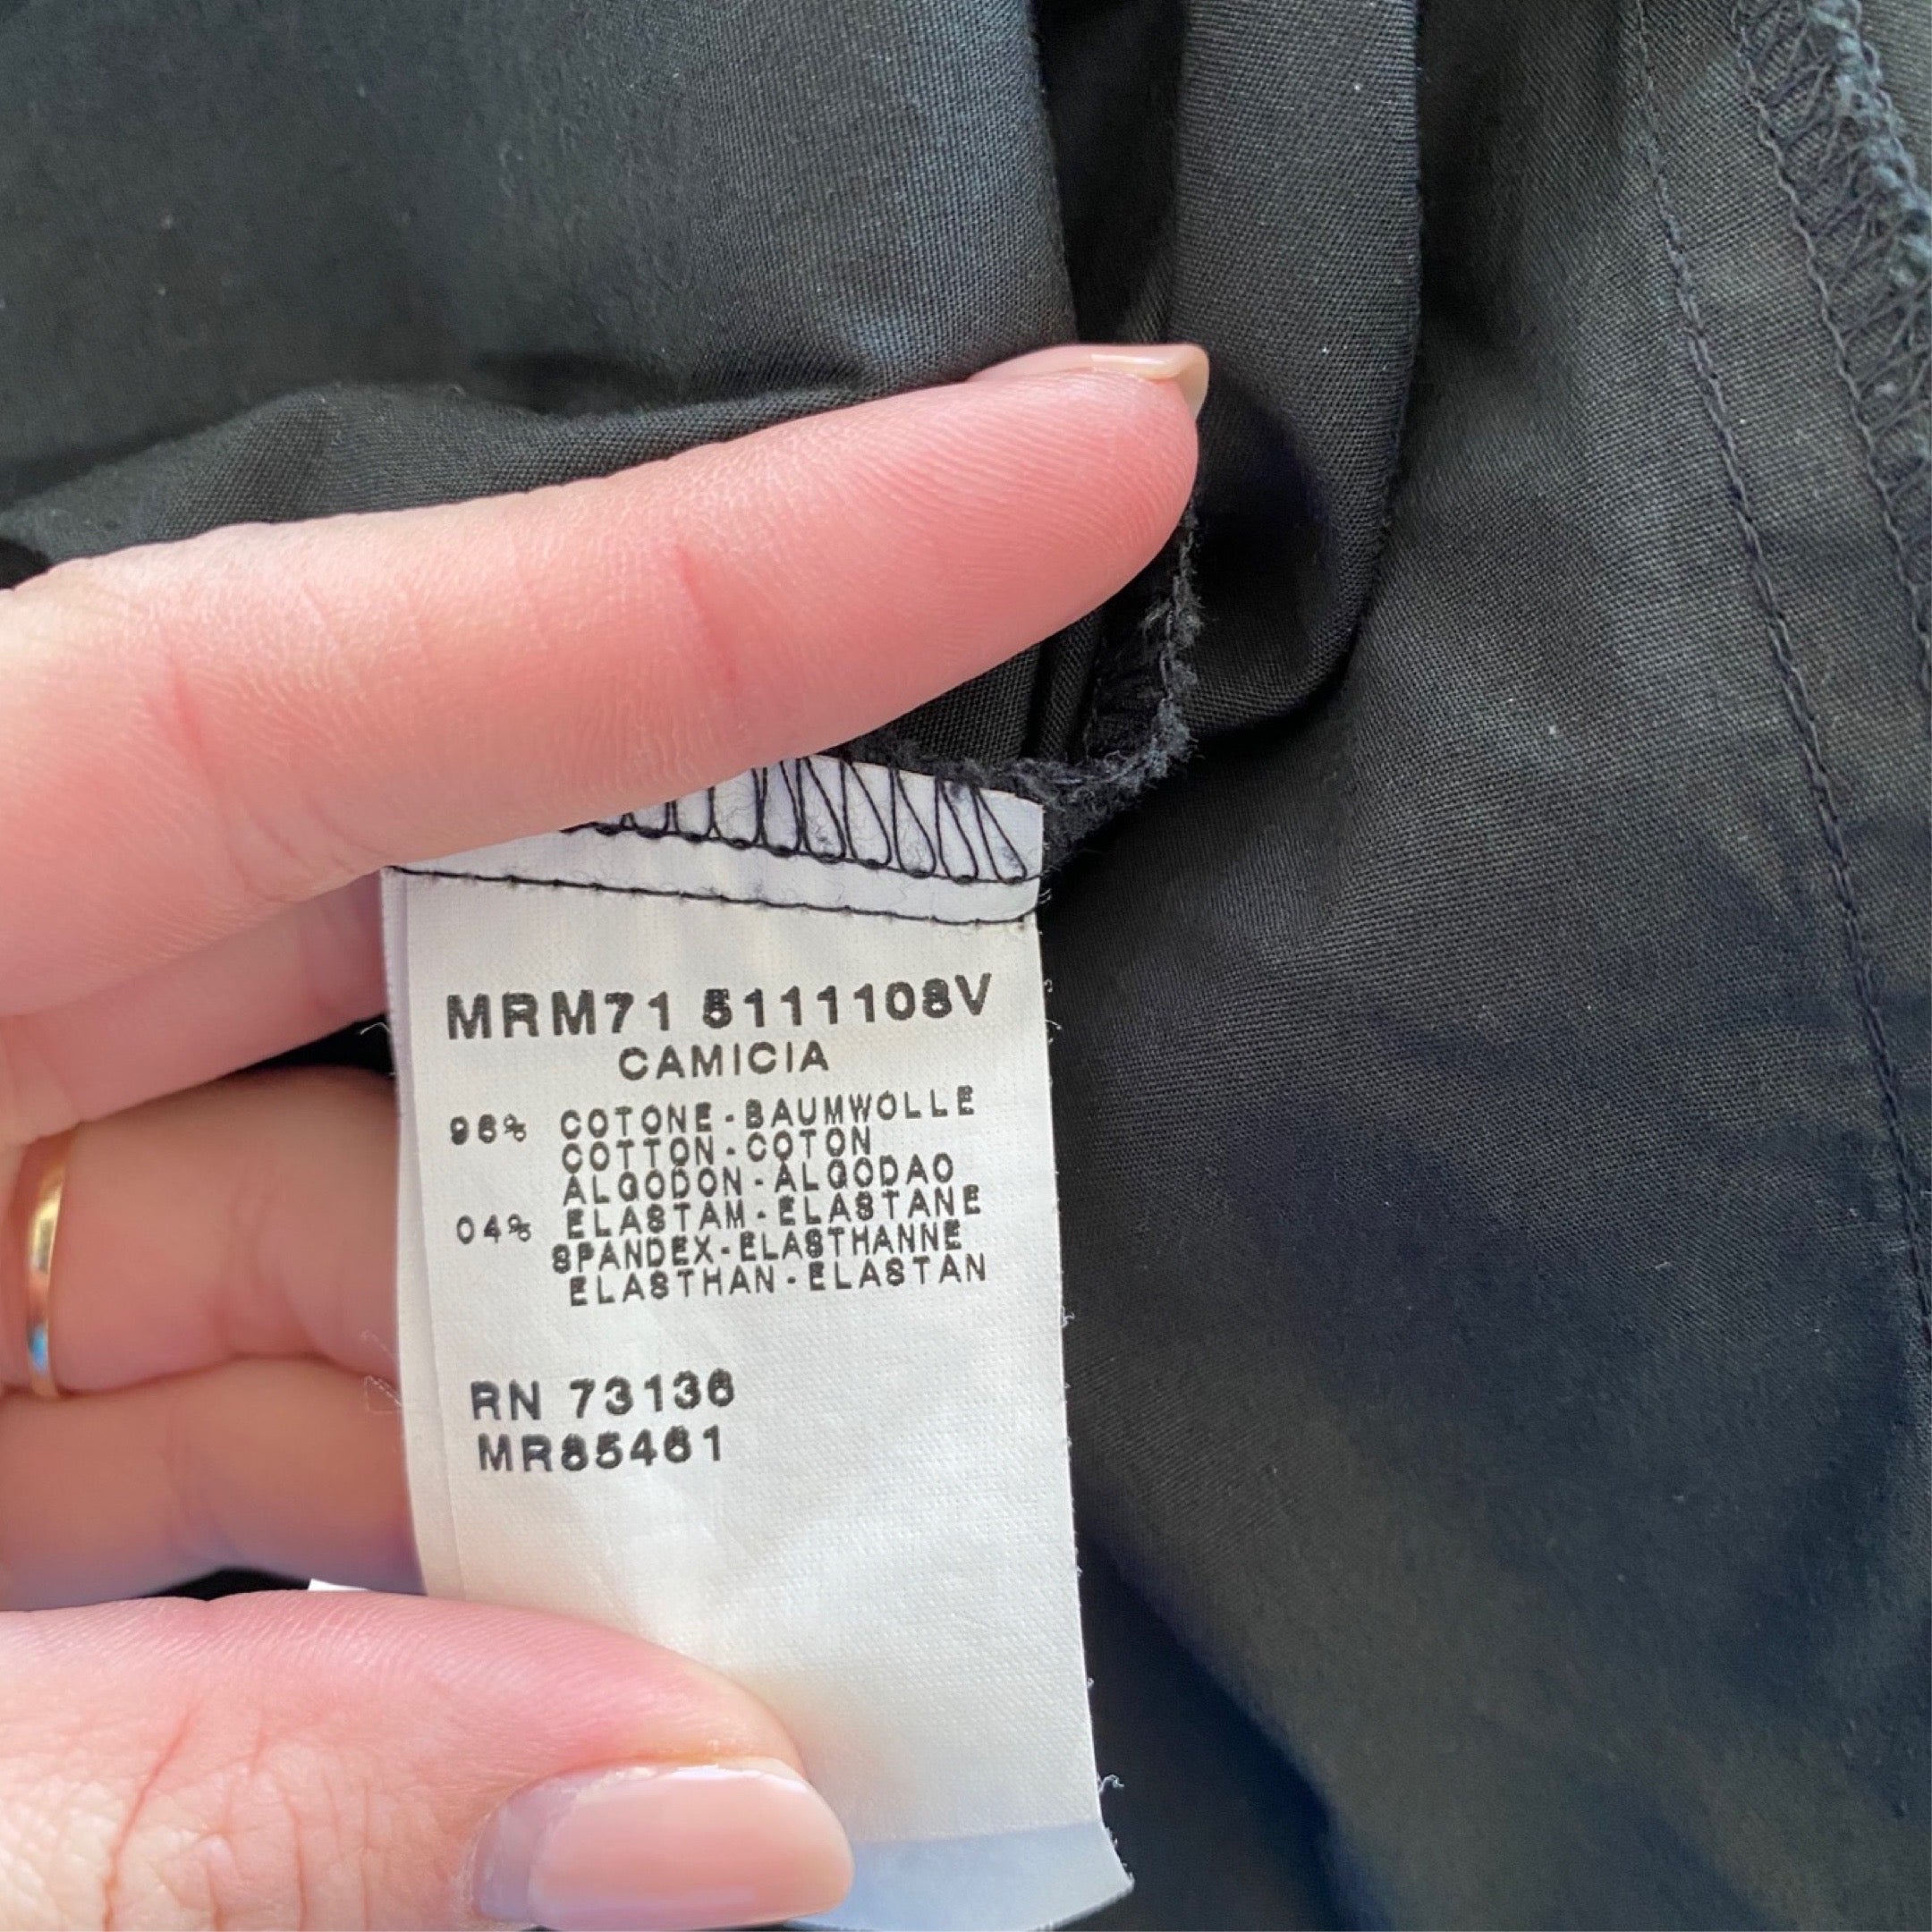 MRM71 5111108V
CAMICIA
96% COTONE-BAUMWOLLE
COTTON-COTON
ALGODON-ALGODAO
04% ELASTAM-ELASTANE
SPANDEX-ELASTHANNE
ELASTHAN-ELASTAN
RN 73136
MR85461